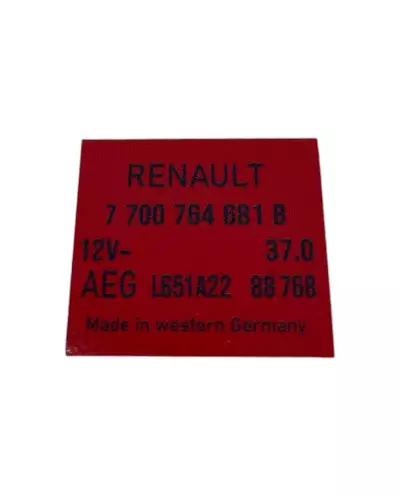 RENAULT
7 700 764 681 B
12V- 37.0
AEG L651A22 88 768
Made in western Germany